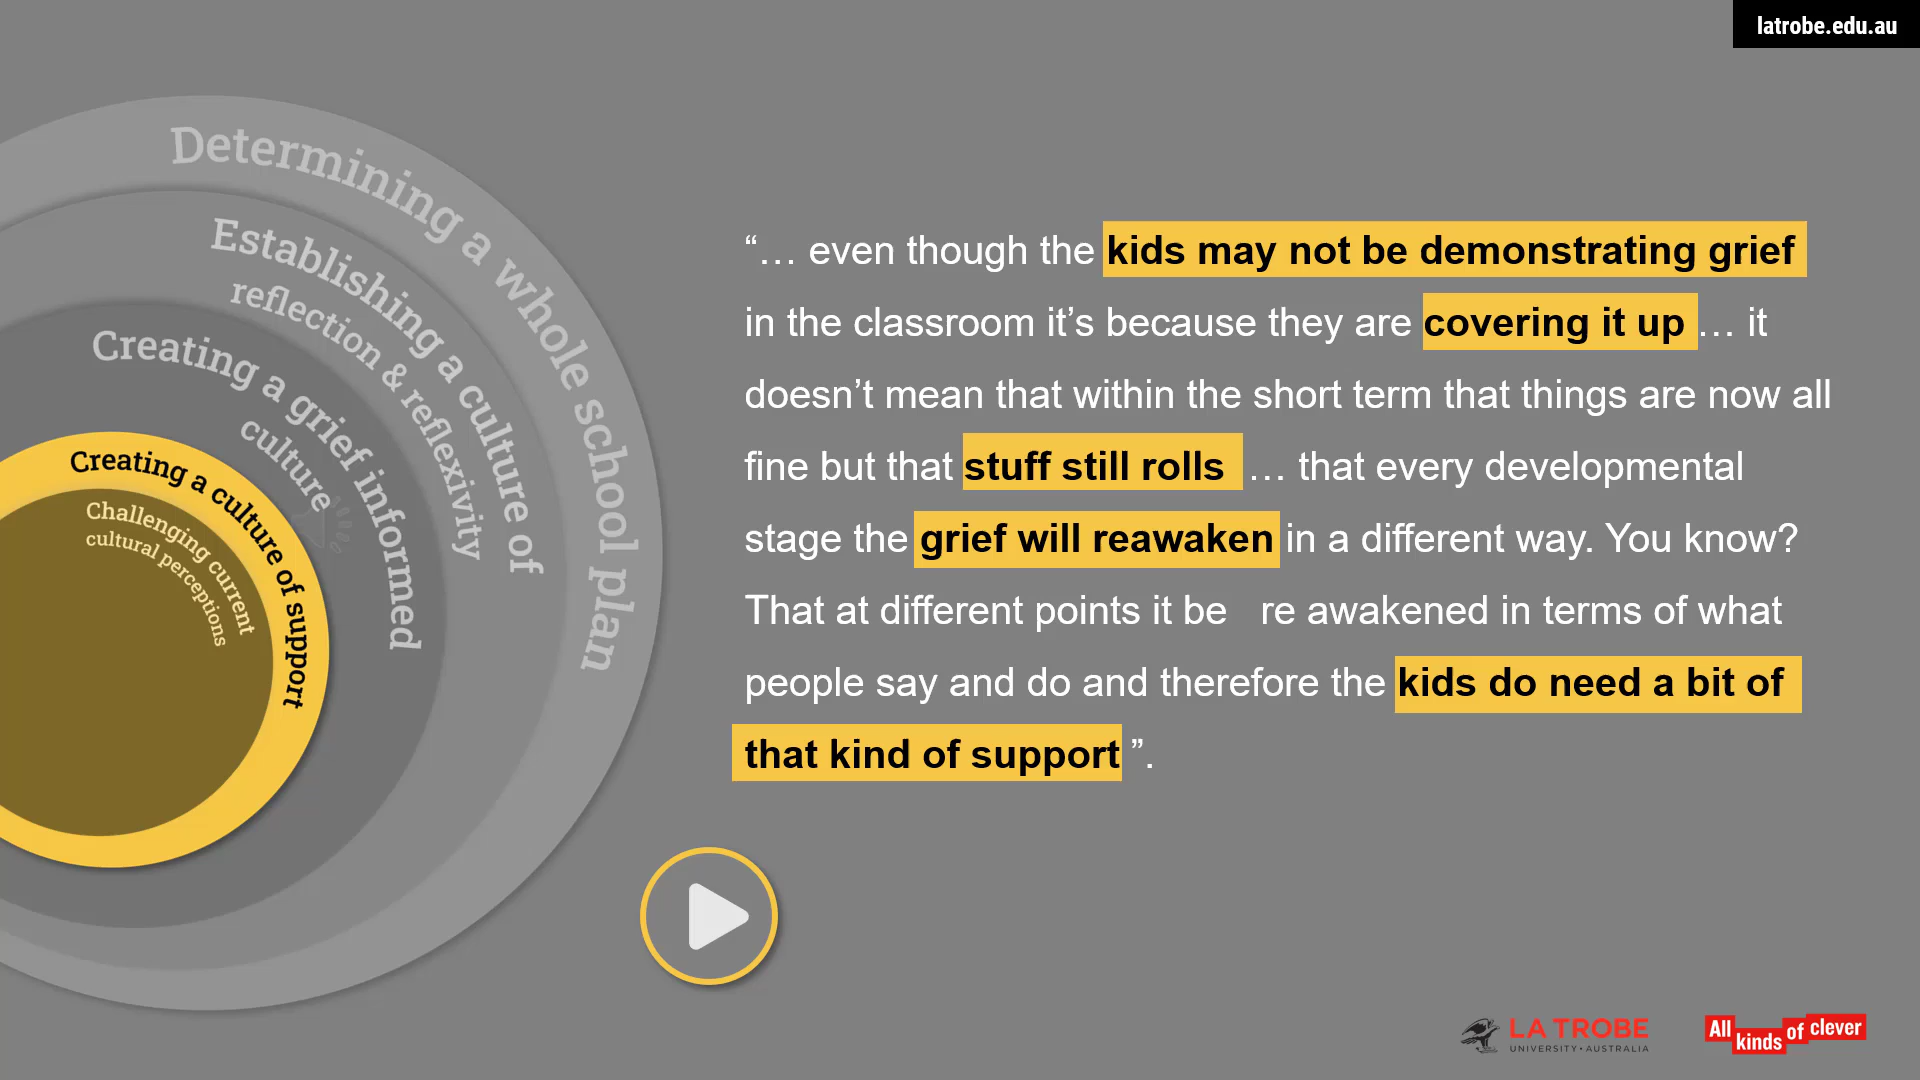 latrobe.edu.au
Determining a whole school plan
Establishing a culture of
reflection & reflexivity
Creating a grief informed
culture
Creating a culture of support
Challenging current
cultural perceptions
“… even though the kids may not be demonstrating grief
in the classroom it’s because they are covering it up … it
doesn’t mean that within the short term that things are now all
fine but that stuff still rolls … that every developmental
stage the grief will reawaken in a different way. You know?
That at different points it be re awakened in terms of what
people say and do and therefore the kids do need a bit of
that kind of support ”.
LA TROBE
UNIVERSITY • AUSTRALIA
All kinds of clever